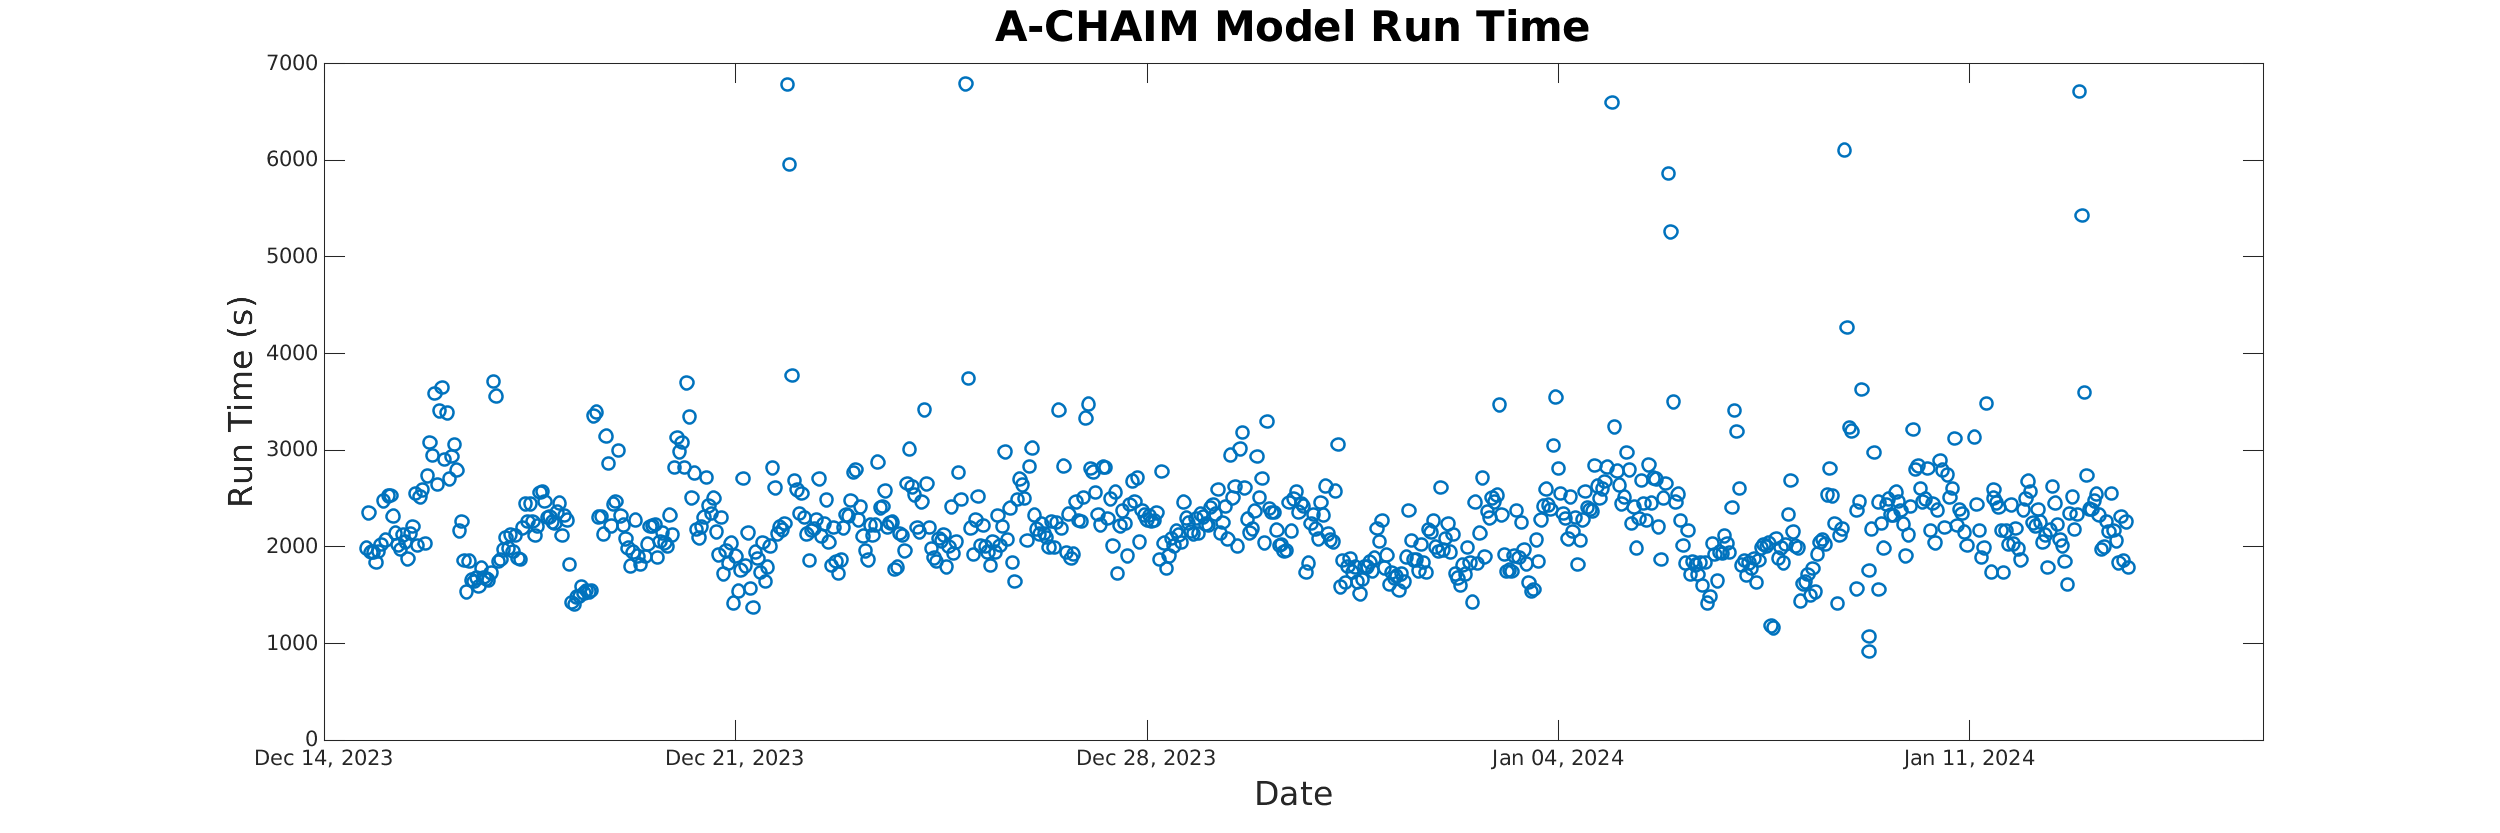 A-CHAIM Model Run Time
7000
6000
5000
4000
3000
2000
1000
0
Run Time (s)
Dec 14, 2023 Dec 21, 2023 Dec 28, 2023 Jan 04, 2024 Jan 11, 2024
Date